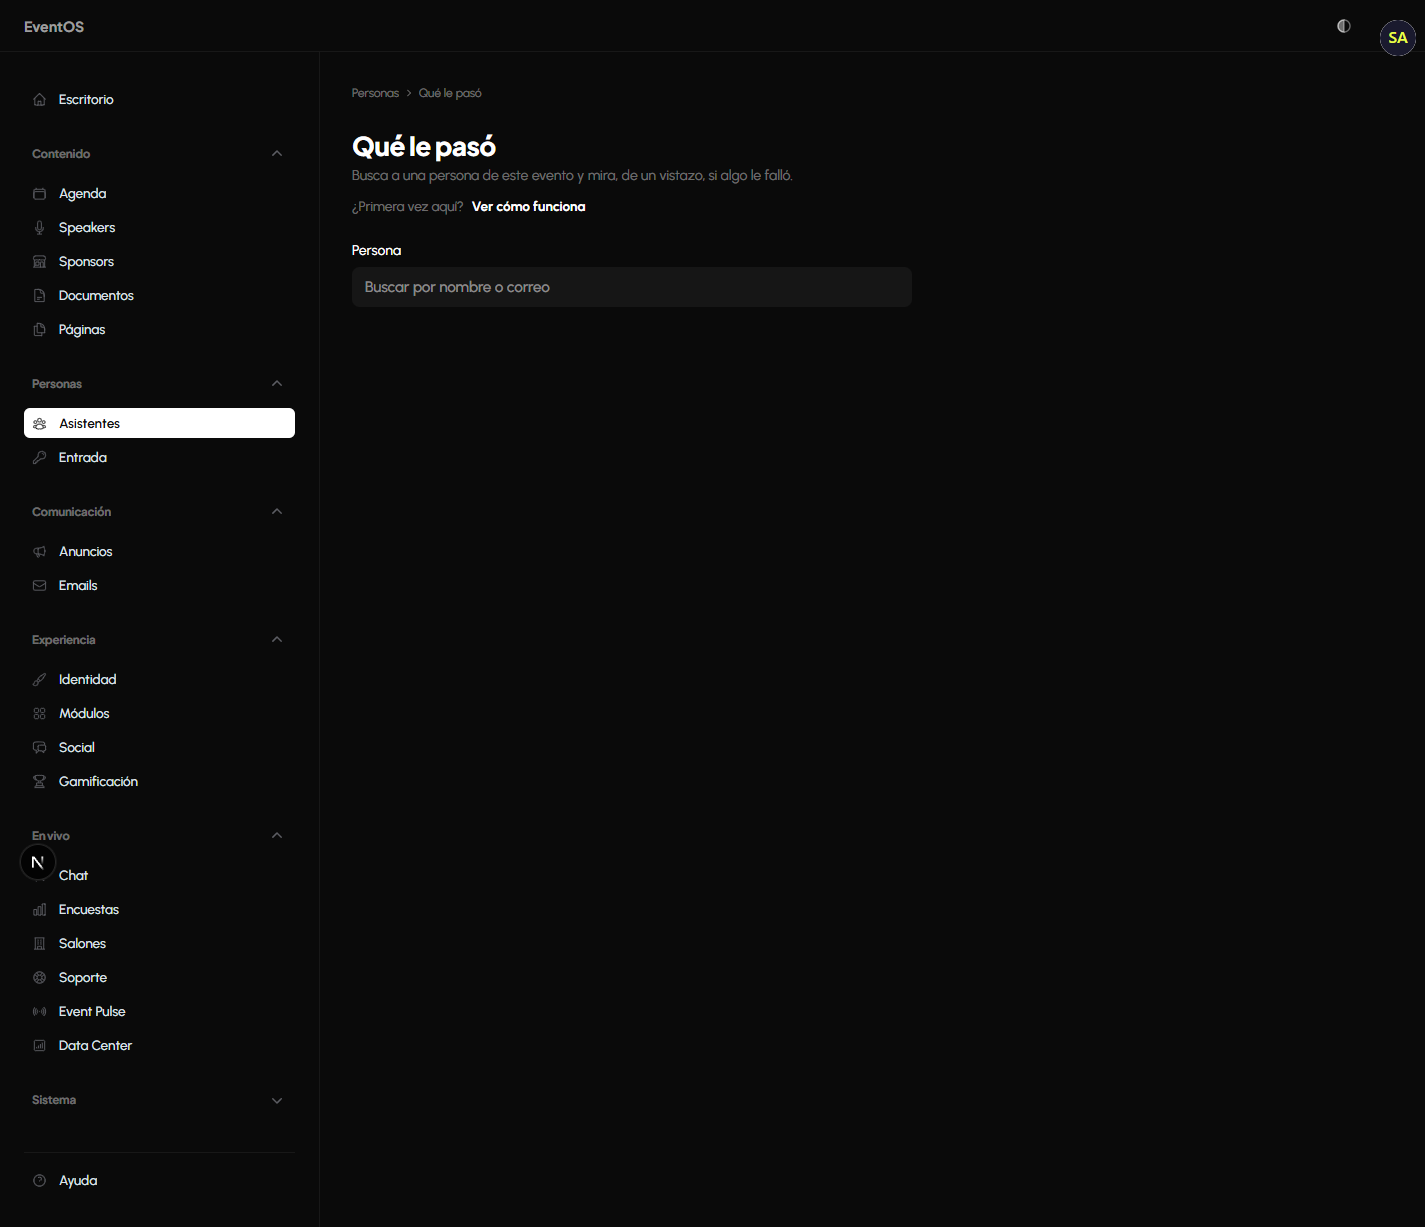 EventOS
SA
Escritorio
Contenido
Agenda
Speakers
Sponsors
Documentos
Páginas
Personas
Asistentes
Entrada
Comunicación
Anuncios
Emails
Experiencia
Identidad
Módulos
Social
Gamificación
En vivo
N
Chat
Encuestas
Salones
Soporte
Event Pulse
Data Center
Sistema
Ayuda
Personas > Qué le pasó
Qué le pasó
Busca a una persona de este evento y mira, de un vistazo, si algo le falló.
¿Primera vez aquí? Ver cómo funciona
Persona
Buscar por nombre o correo